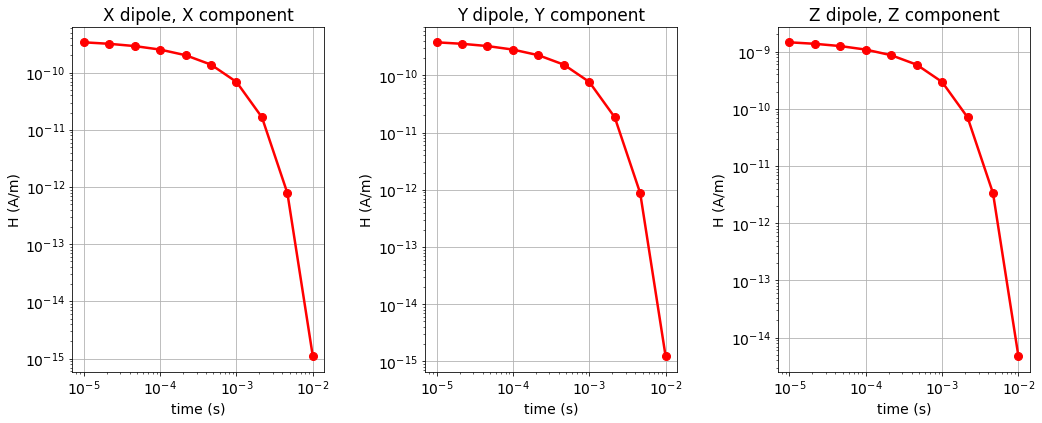 X dipole, X component
H (A/m)
10⁻¹⁰
10⁻¹¹
10⁻¹²
10⁻¹³
10⁻¹⁴
10⁻¹⁵
10⁻⁵ 10⁻⁴ 10⁻³ 10⁻²
time (s)
Y dipole, Y component
H (A/m)
10⁻¹⁰
10⁻¹¹
10⁻¹²
10⁻¹³
10⁻¹⁴
10⁻¹⁵
10⁻⁵ 10⁻⁴ 10⁻³ 10⁻²
time (s)
Z dipole, Z component
H (A/m)
10⁻⁹
10⁻¹⁰
10⁻¹¹
10⁻¹²
10⁻¹³
10⁻¹⁴
10⁻⁵ 10⁻⁴ 10⁻³ 10⁻²
time (s)